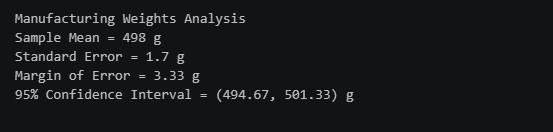 Manufacturing Weights Analysis
Sample Mean = 498 g
Standard Error = 1.7 g
Margin of Error = 3.33 g
95% Confidence Interval = (494.67, 501.33) g